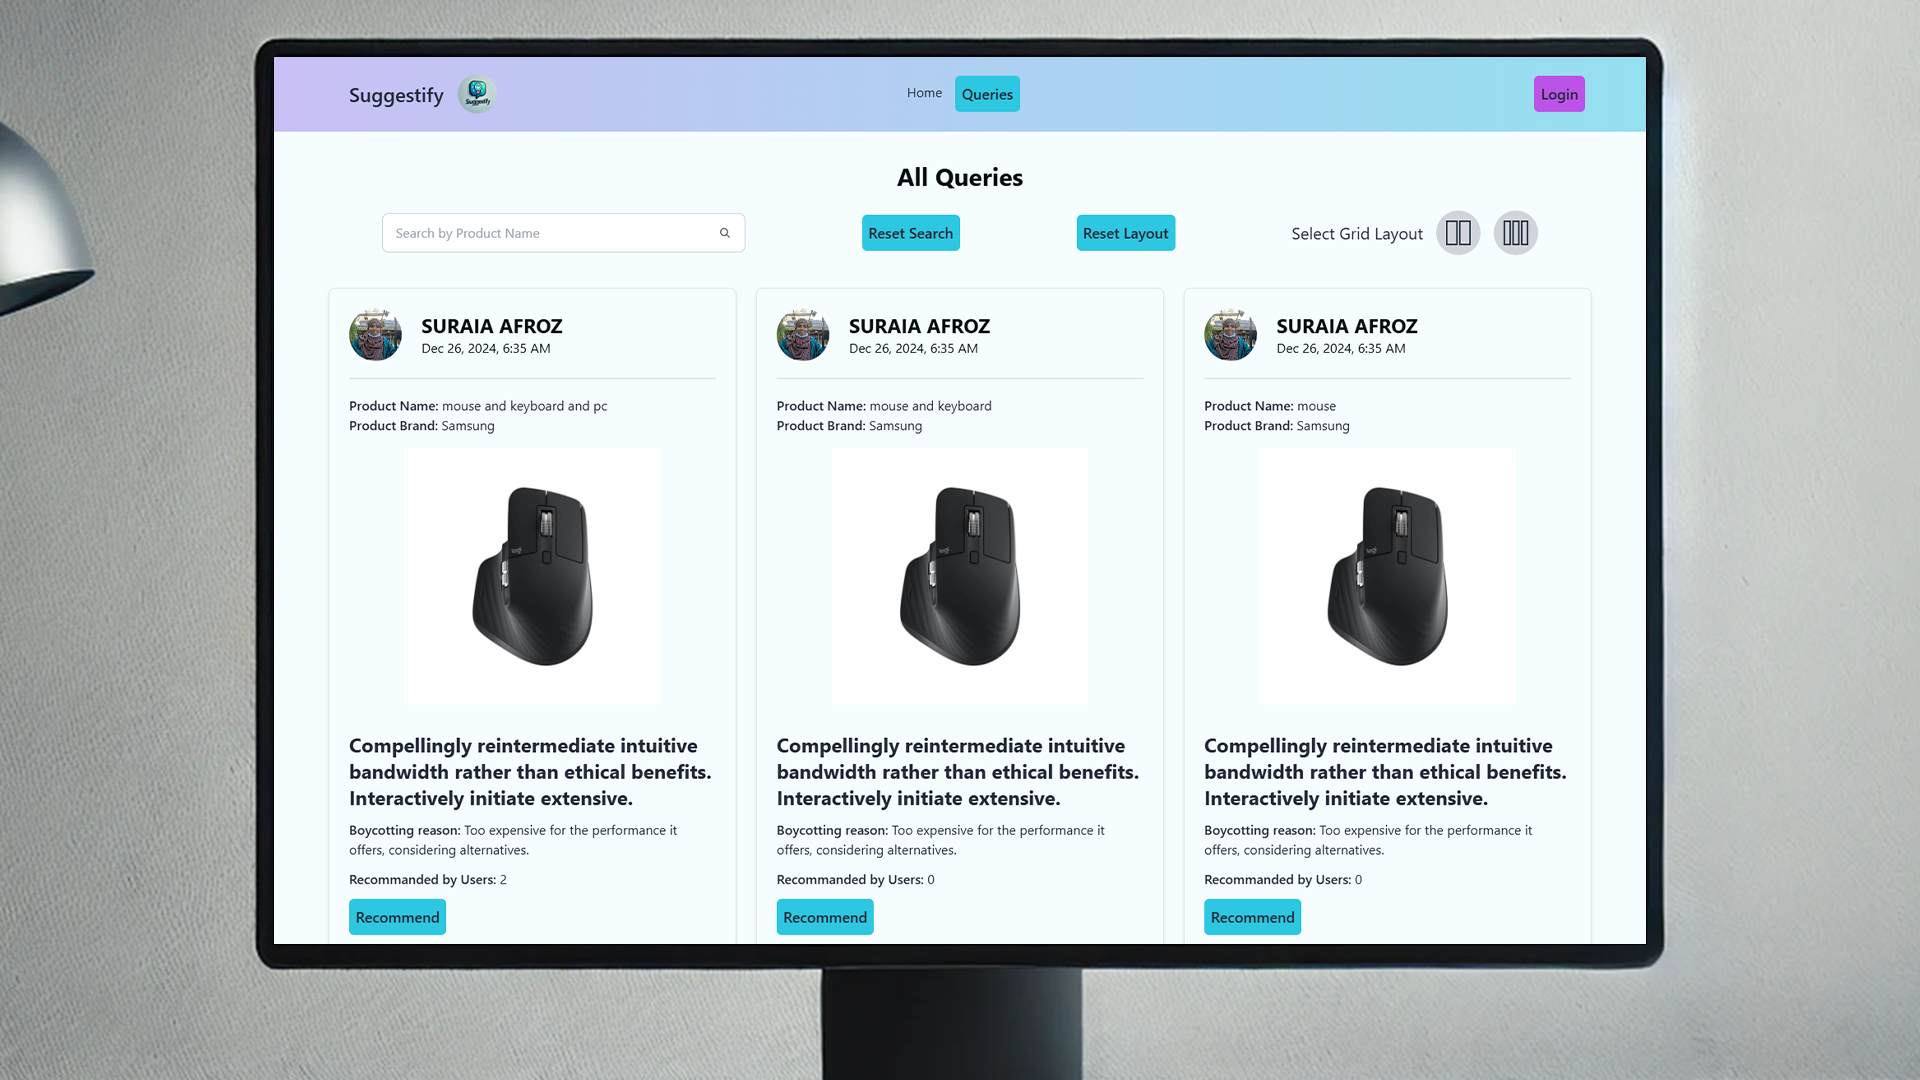 Suggestify
Suggestify
Home
Queries
Login
All Queries
Search by Product Name
Reset Search
Reset Layout
Select Grid Layout
SURAIA AFROZ
Dec 26, 2024, 6:35 AM
Product Name: mouse and keyboard and pc
Product Brand: Samsung
logi
Compellingly reintermediate intuitive
bandwidth rather than ethical benefits.
Interactively initiate extensive.
Boycotting reason: Too expensive for the performance it
offers, considering alternatives.
Recommanded by Users: 2
Recommend
SURAIA AFROZ
Dec 26, 2024, 6:35 AM
Product Name: mouse and keyboard
Product Brand: Samsung
logi
Compellingly reintermediate intuitive
bandwidth rather than ethical benefits.
Interactively initiate extensive.
Boycotting reason: Too expensive for the performance it
offers, considering alternatives.
Recommanded by Users: 0
Recommend
SURAIA AFROZ
Dec 26, 2024, 6:35 AM
Product Name: mouse
Product Brand: Samsung
logi
Compellingly reintermediate intuitive
bandwidth rather than ethical benefits.
Interactively initiate extensive.
Boycotting reason: Too expensive for the performance it
offers, considering alternatives.
Recommanded by Users: 0
Recommend